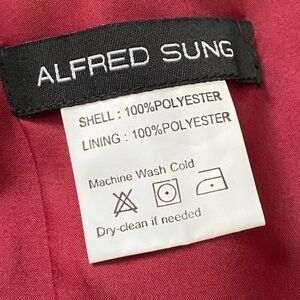 ALFRED SUNG
SHELL : 100%POLYESTER
LINING : 100%POLYESTER
Machine Wash Cold
Dry-clean if needed